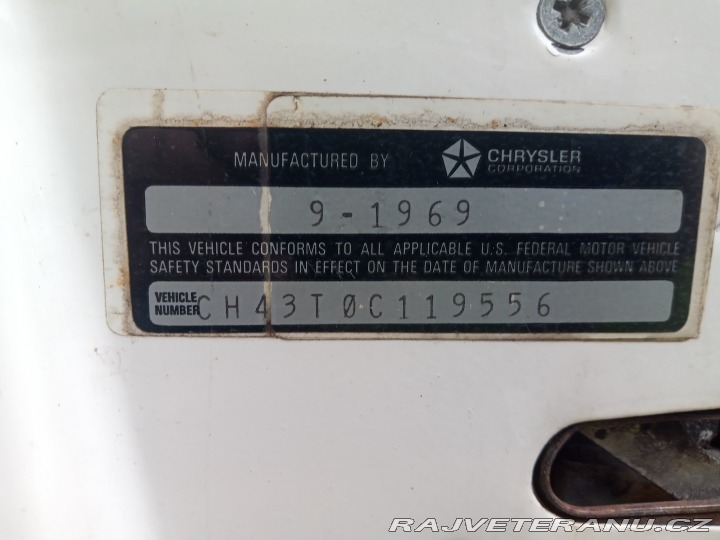 MANUFACTURED BY CHRYSLER
CORPORATION
9-1969
THIS VEHICLE CONFORMS TO ALL APPLICABLE U.S. FEDERAL MOTOR VEHICLE
SAFETY STANDARDS IN EFFECT ON THE DATE OF MANUFACTURE SHOWN ABOVE
VEHICLE
NUMBER CH43T0C119556
RAJVETERANU.CZ